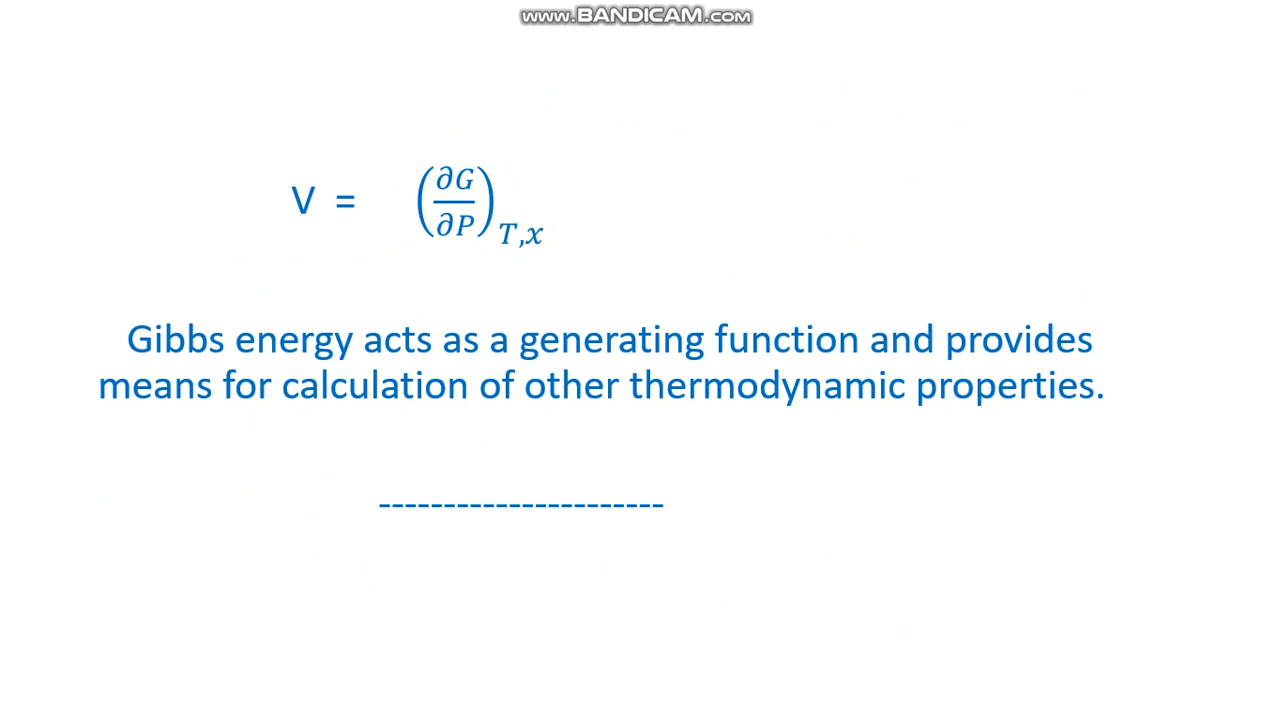 www.BANDICAM.com
V = (∂G/∂P)T,x
Gibbs energy acts as a generating function and provides
means for calculation of other thermodynamic properties.
----------------------